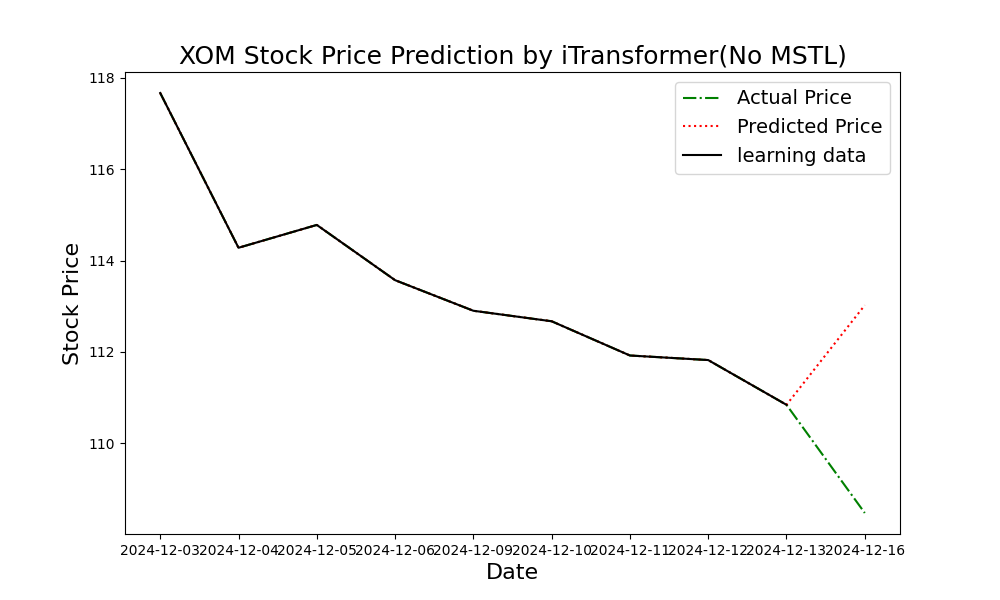 XOM Stock Price Prediction by iTransformer(No MSTL)
Actual Price
Predicted Price
learning data
118
116
114
112
110
Stock Price
2024-12-03
2024-12-04
2024-12-05
2024-12-06
2024-12-09
2024-12-10
2024-12-11
2024-12-12
2024-12-13
2024-12-16
Date